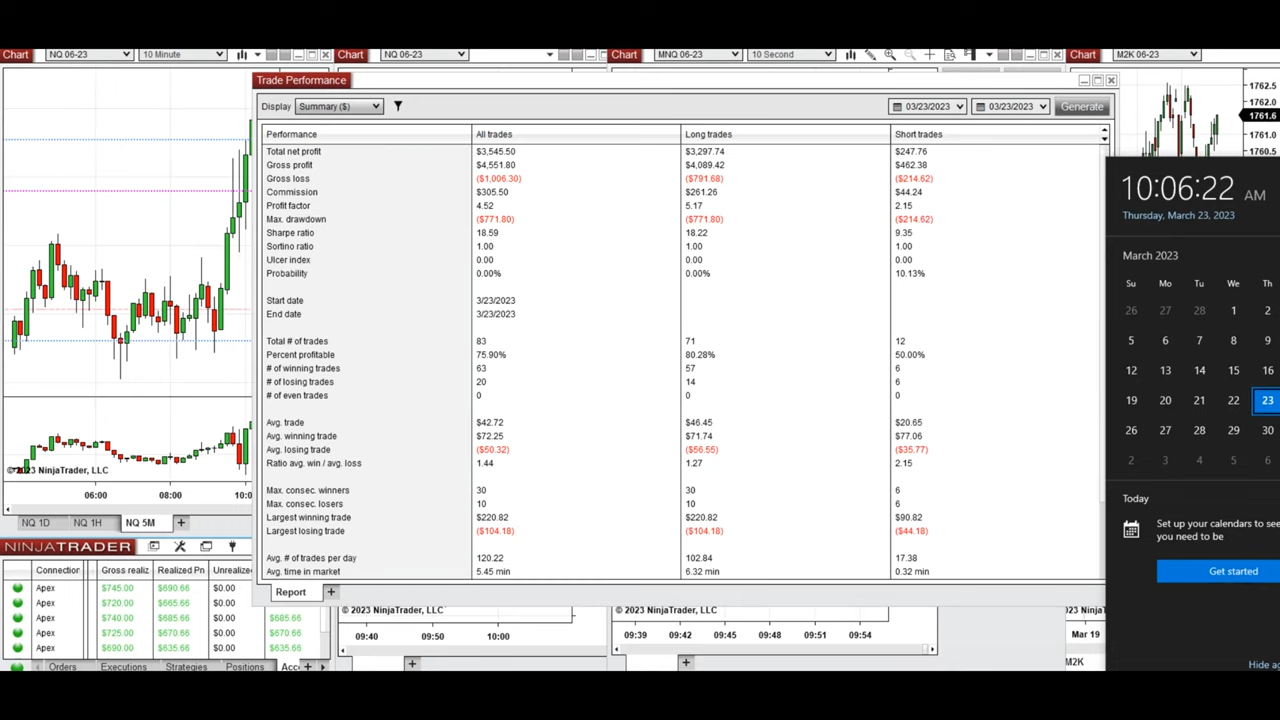 Chart NQ 06-23 10 Minute Chart NQ 06-23 Chart MNQ 06-23 10 Second Chart M2K 06-23
Trade Performance
Display Summary ($) 03/23/2023 03/23/2023 Generate
Performance All trades Long trades Short trades
Total net profit $3,545.50 $3,297.74 $247.76
Gross profit $4,551.80 $4,089.42 $462.38
Gross loss ($1,006.30) ($791.68) ($214.62)
Commission $305.50 $261.26 $44.24
Profit factor 4.52 5.17 2.15
Max. drawdown ($771.80) ($771.80) ($214.62)
Sharpe ratio 18.59 18.22 9.35
Sortino ratio 1.00 1.00 1.00
Ulcer index 0.00 0.00 0.00
Probability 0.00% 0.00% 10.13%
Start date 3/23/2023
End date 3/23/2023
Total # of trades 83 71 12
Percent profitable 75.90% 80.28% 50.00%
# of winning trades 63 57 6
# of losing trades 20 14 6
# of even trades 0 0 0
Avg. trade $42.72 $46.45 $20.65
Avg. winning trade $72.25 $71.74 $77.06
Avg. losing trade ($50.32) ($56.55) ($35.77)
Ratio avg. win / avg. loss 1.44 1.27 2.15
Max. consec. winners 30 30 6
Max. consec. losers 10 10 6
Largest winning trade $220.82 $220.82 $90.82
Largest losing trade ($104.18) ($104.18) ($44.18)
Avg. # of trades per day 120.22 102.84 17.38
Avg. time in market 5.45 min 6.32 min 0.32 min
Report
1762.5
1761.6
1760.5
10:06:22 AM
Thursday, March 23, 2023
March 2023
Su Mo Tu We Th
26 27 28 1 2
5 6 7 8 9
12 13 14 15 16
19 20 21 22 23
26 27 28 29 30
2 3 4 5 6
Today
Set up your calendars to see
you need to be
Get started
Hide ag
© 2023 NinjaTrader, LLC
06:00 08:00 10:0
NQ 1D NQ 1H NQ 5M
NINJATRADER
Connection Gross realiz Realized Pn Unrealize
Apex $745.00 $690.66 $0.00
Apex $720.00 $665.66 $0.00
Apex $740.00 $685.66 $0.00 $685.66
Apex $725.00 $670.66 $0.00 $670.66
Apex $690.00 $635.66 $0.00 $635.66
Orders Executions Strategies Positions Acc
© 2023 NinjaTrader, LLC
09:40 09:50 10:00
© 2023 NinjaTrader, LLC
09:39 09:42 09:45 09:48 09:51 09:54
Mar 19
M2K